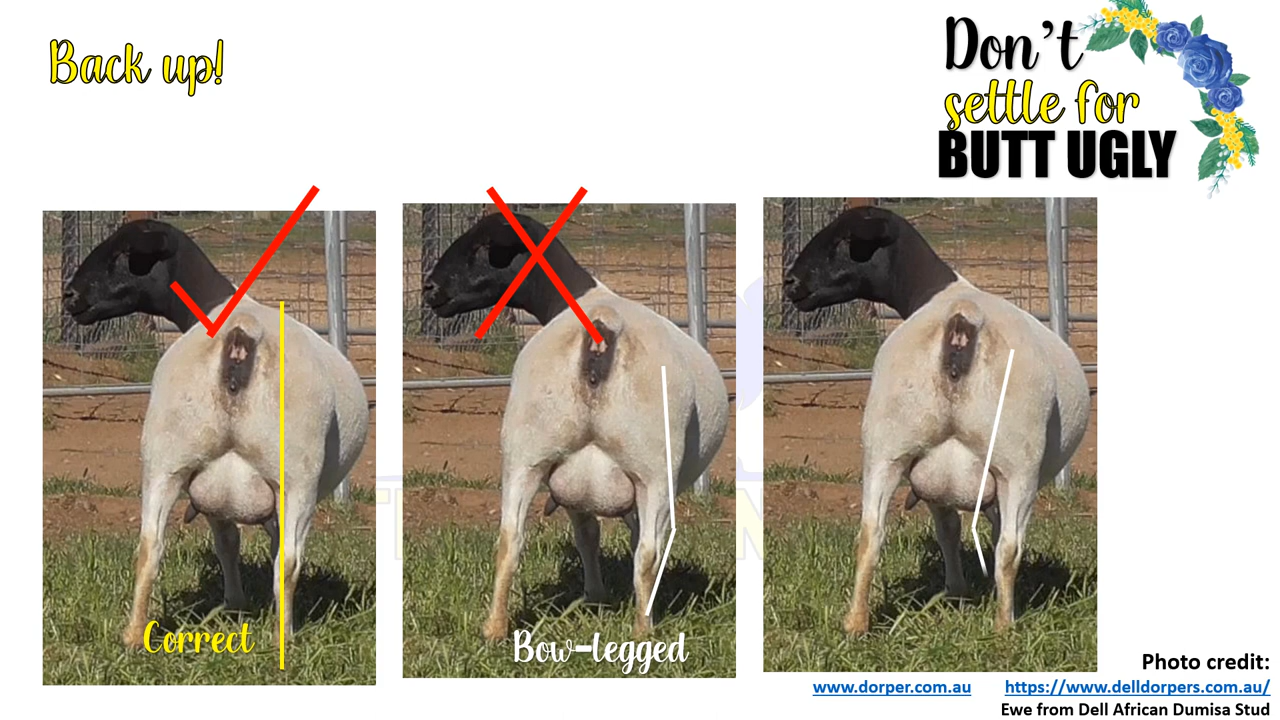 Back up!
Don't
settle for
BUTT UGLY
Correct
Bow-legged
Photo credit:
www.dorper.com.au https://www.delldorpers.com.au/
Ewe from Dell African Dumisa Stud